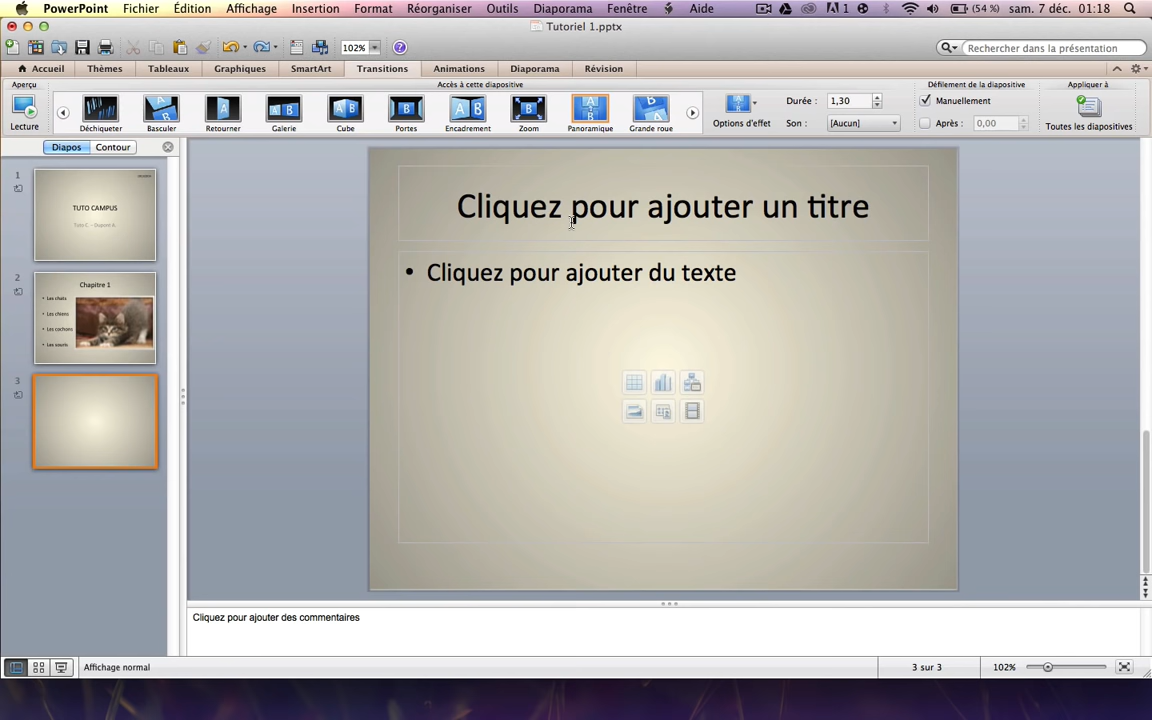 PowerPoint Fichier Édition Affichage Insertion Format Réorganiser Outils Diaporama Fenêtre Aide 1 (54 %) sam. 7 déc. 01:18
Tutoriel 1.pptx
102% Rechercher dans la présentation
Accueil Thèmes Tableaux Graphiques SmartArt Transitions Animations Diaporama Révision
Aperçu Accès à cette diapositive Défilement de la diapositive Appliquer à
Durée : 1,30 Manuellement
Lecture Déchiqueter Basculer Retourner Galerie Cube Portes Encadrement Zoom Panoramique Grande roue Options d'effet Son : [Aucun] Après : 0,00 Toutes les diapositives
Diapos Contour
1
TUTO CAMPUS
2
Chapitre 1
• Les chats
• Les chiens
• Les cochons
• Les souris
3
Cliquez pour ajouter un titre
• Cliquez pour ajouter du texte
Cliquez pour ajouter des commentaires
Affichage normal 3 sur 3 102%